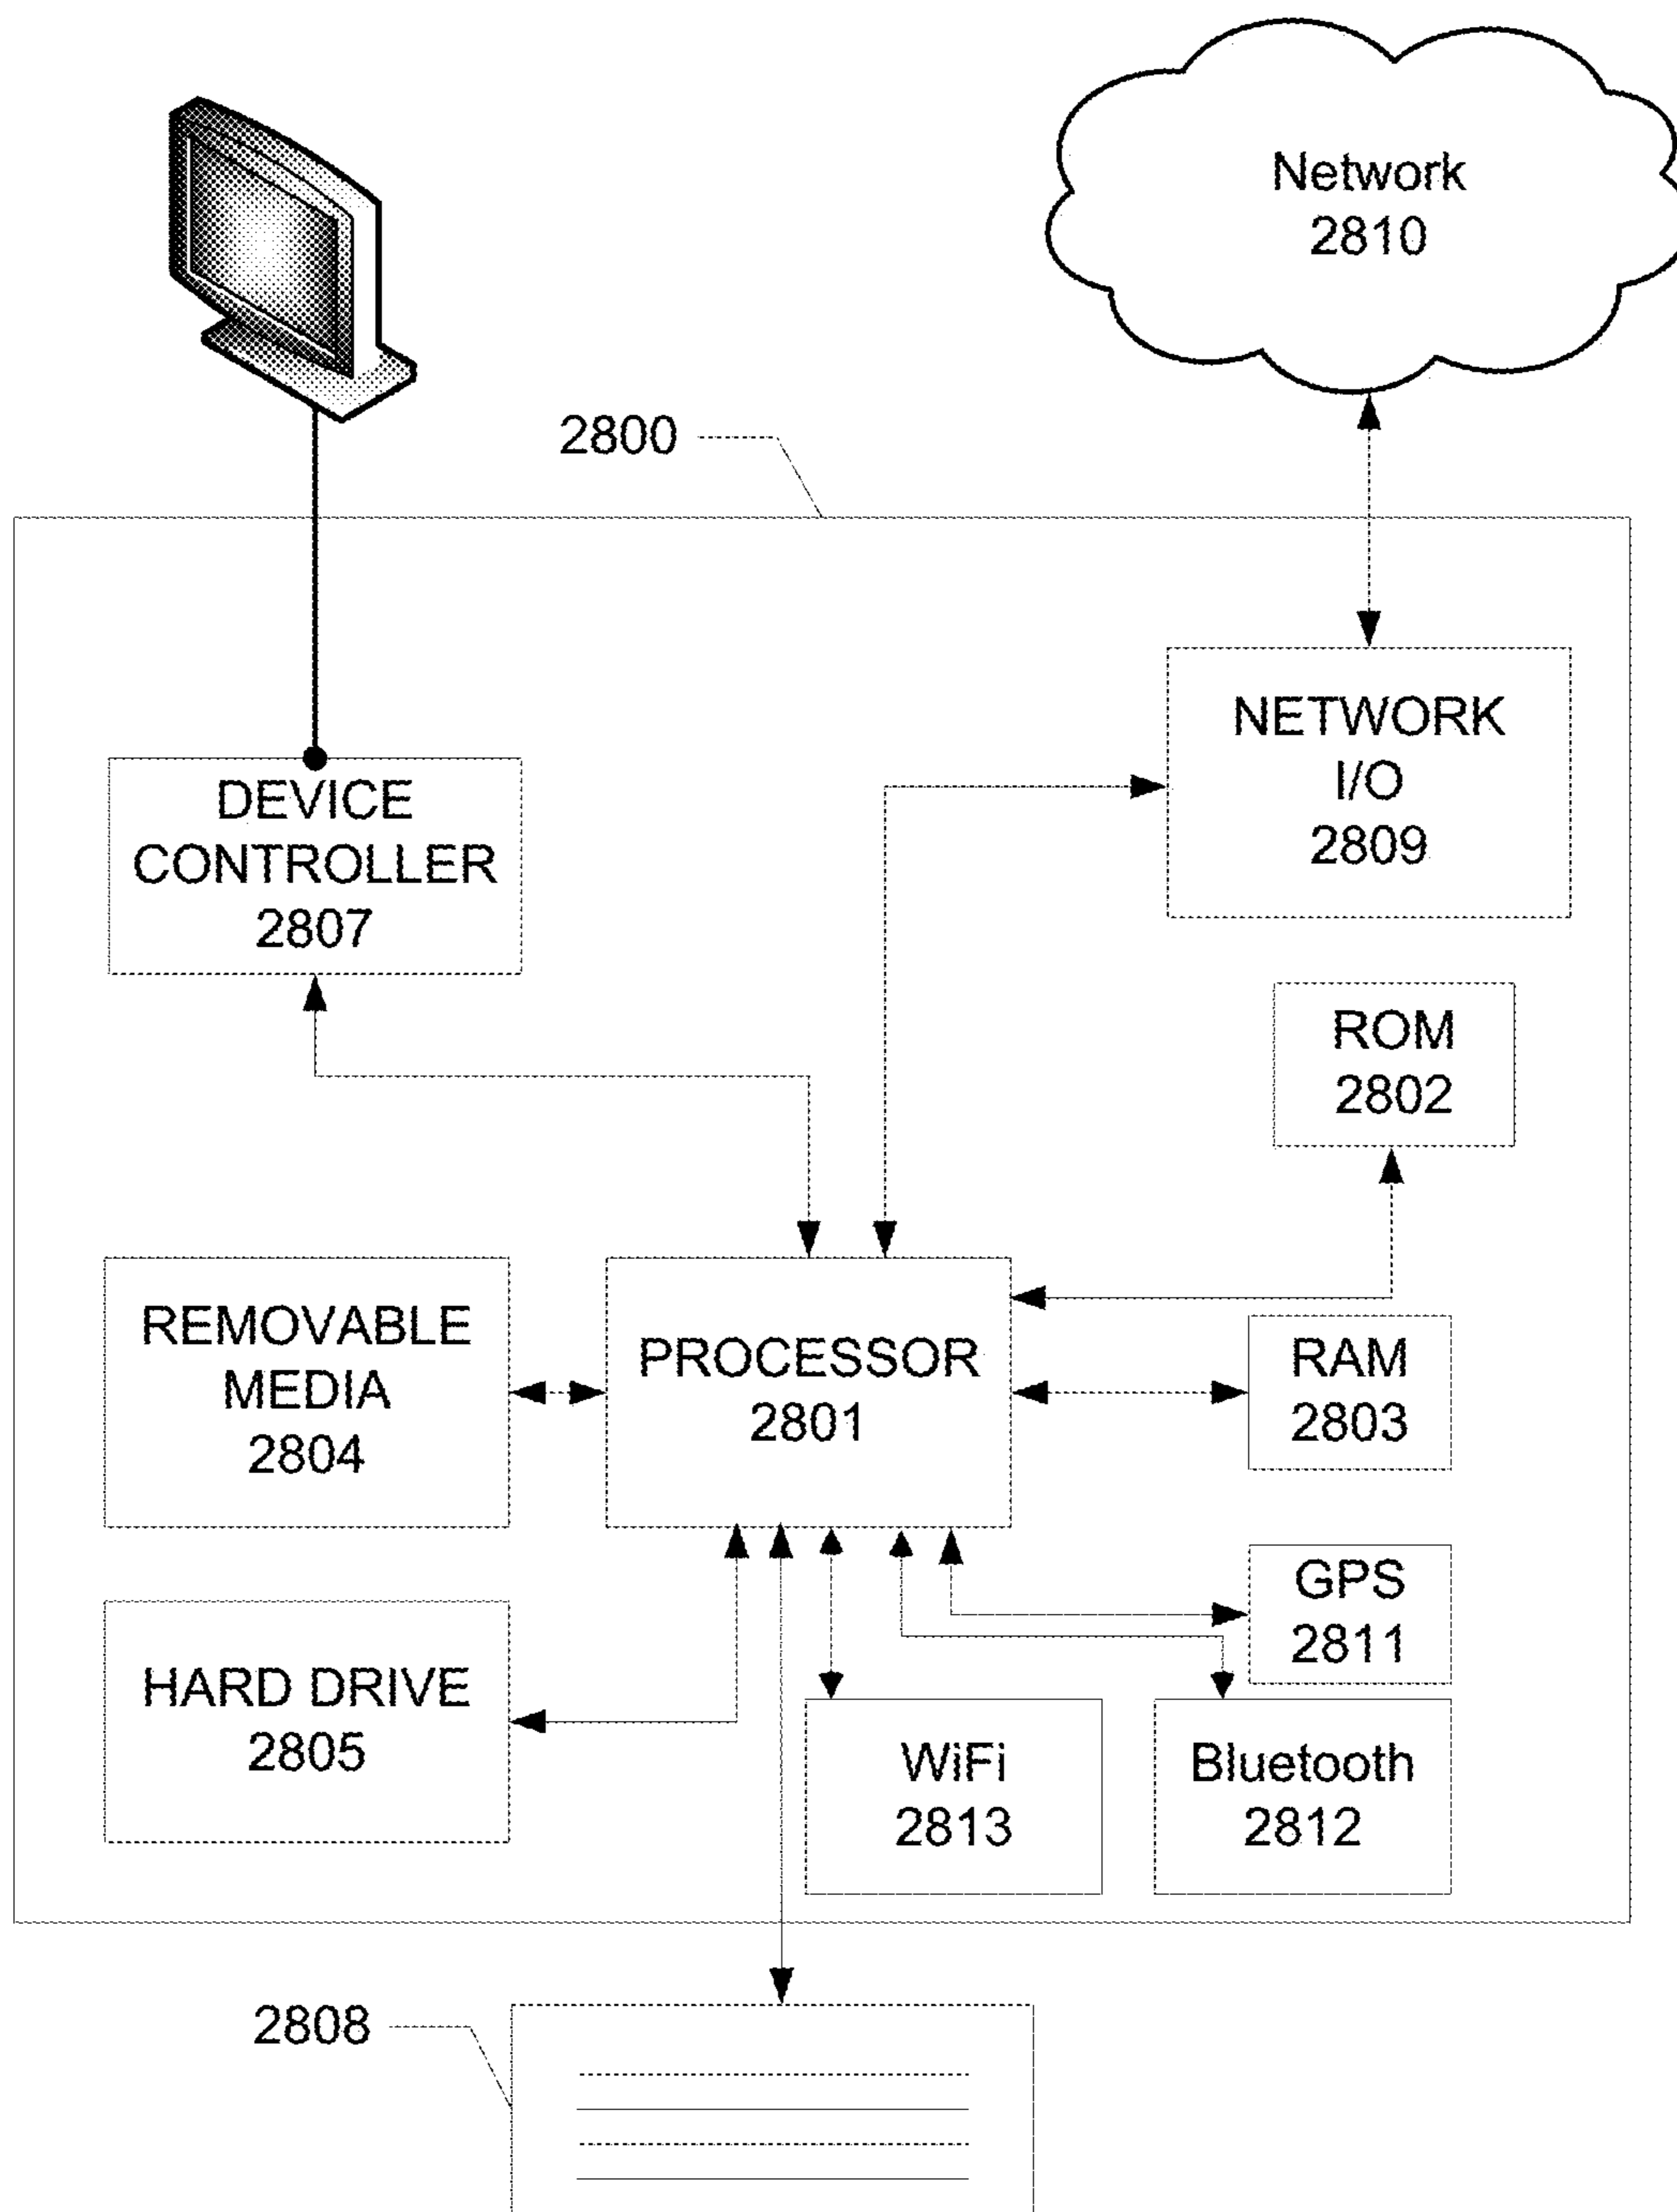 Network
2810
2800
NETWORK
I/O
2809
DEVICE
CONTROLLER
2807
ROM
2802
REMOVABLE
MEDIA
2804
PROCESSOR
2801
RAM
2803
GPS
2811
HARD DRIVE
2805
WiFi
2813
Bluetooth
2812
2808